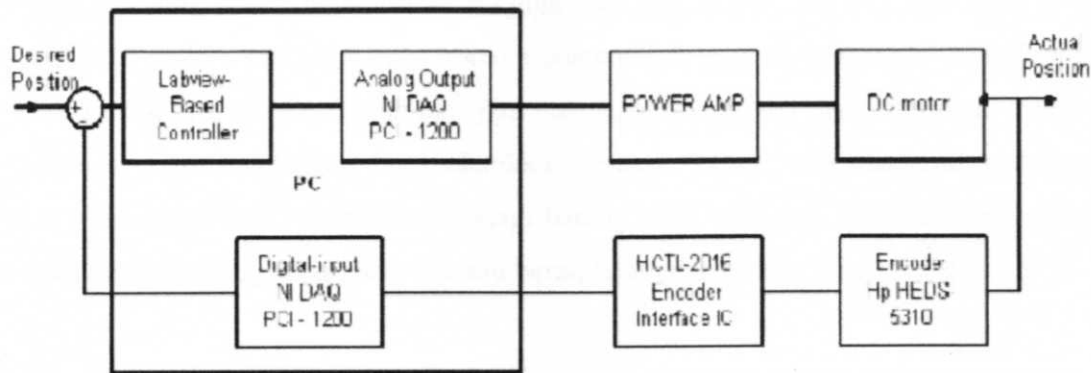 Desired
Position
+
-
Labview-
Based
Controller
Analog Output
NI DAQ
PCI - 1200
POWER AMP
DC motor
Actual
Position
PC
Digital-input
NI DAQ
PCI - 1200
HCTL-2016
Encoder
Interface IC
Encoder
Hp HEDS
5310